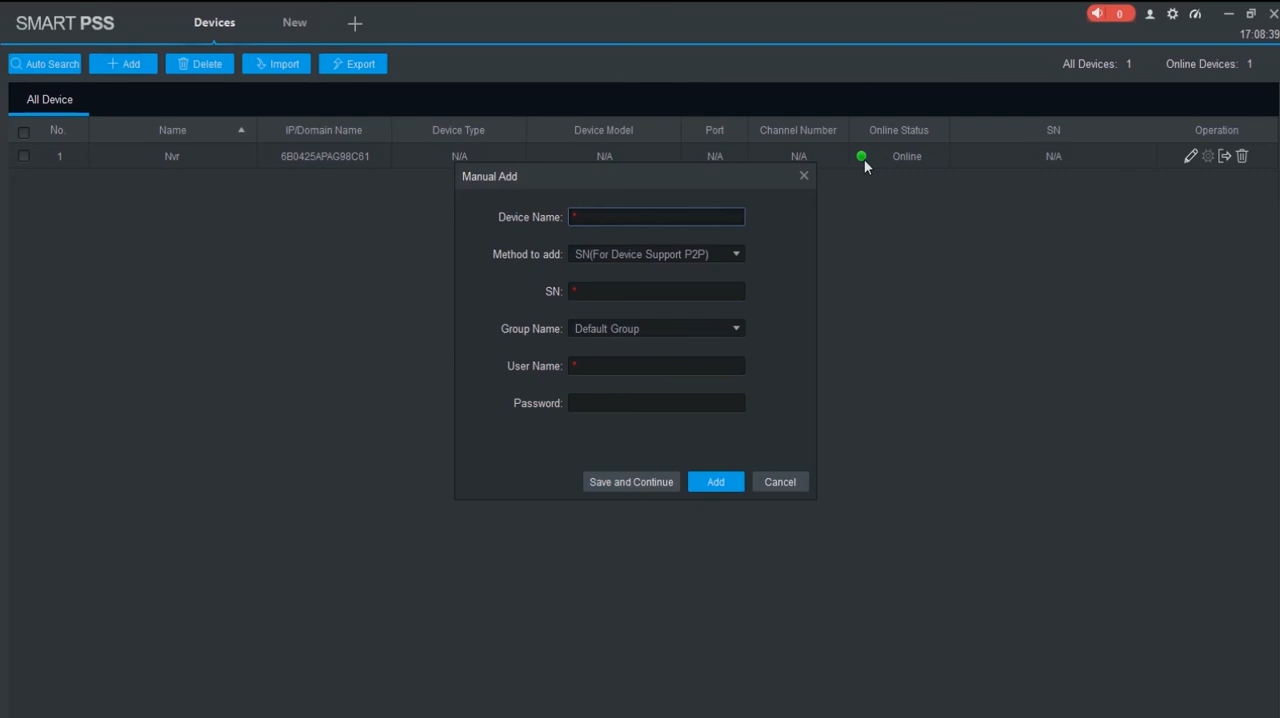 SMART PSS Devices New 0
17:08:39
Auto Search Add Delete Import Export All Devices: 1 Online Devices: 1
All Device
No. Name IP/Domain Name Device Type Device Model Port Channel Number Online Status SN Operation
1 Nvr 6B0425APAG98C61 N/A N/A N/A N/A Online N/A
Manual Add
Device Name: *
Method to add: SN(For Device Support P2P)
SN: *
Group Name: Default Group
User Name: *
Password:
Save and Continue Add Cancel